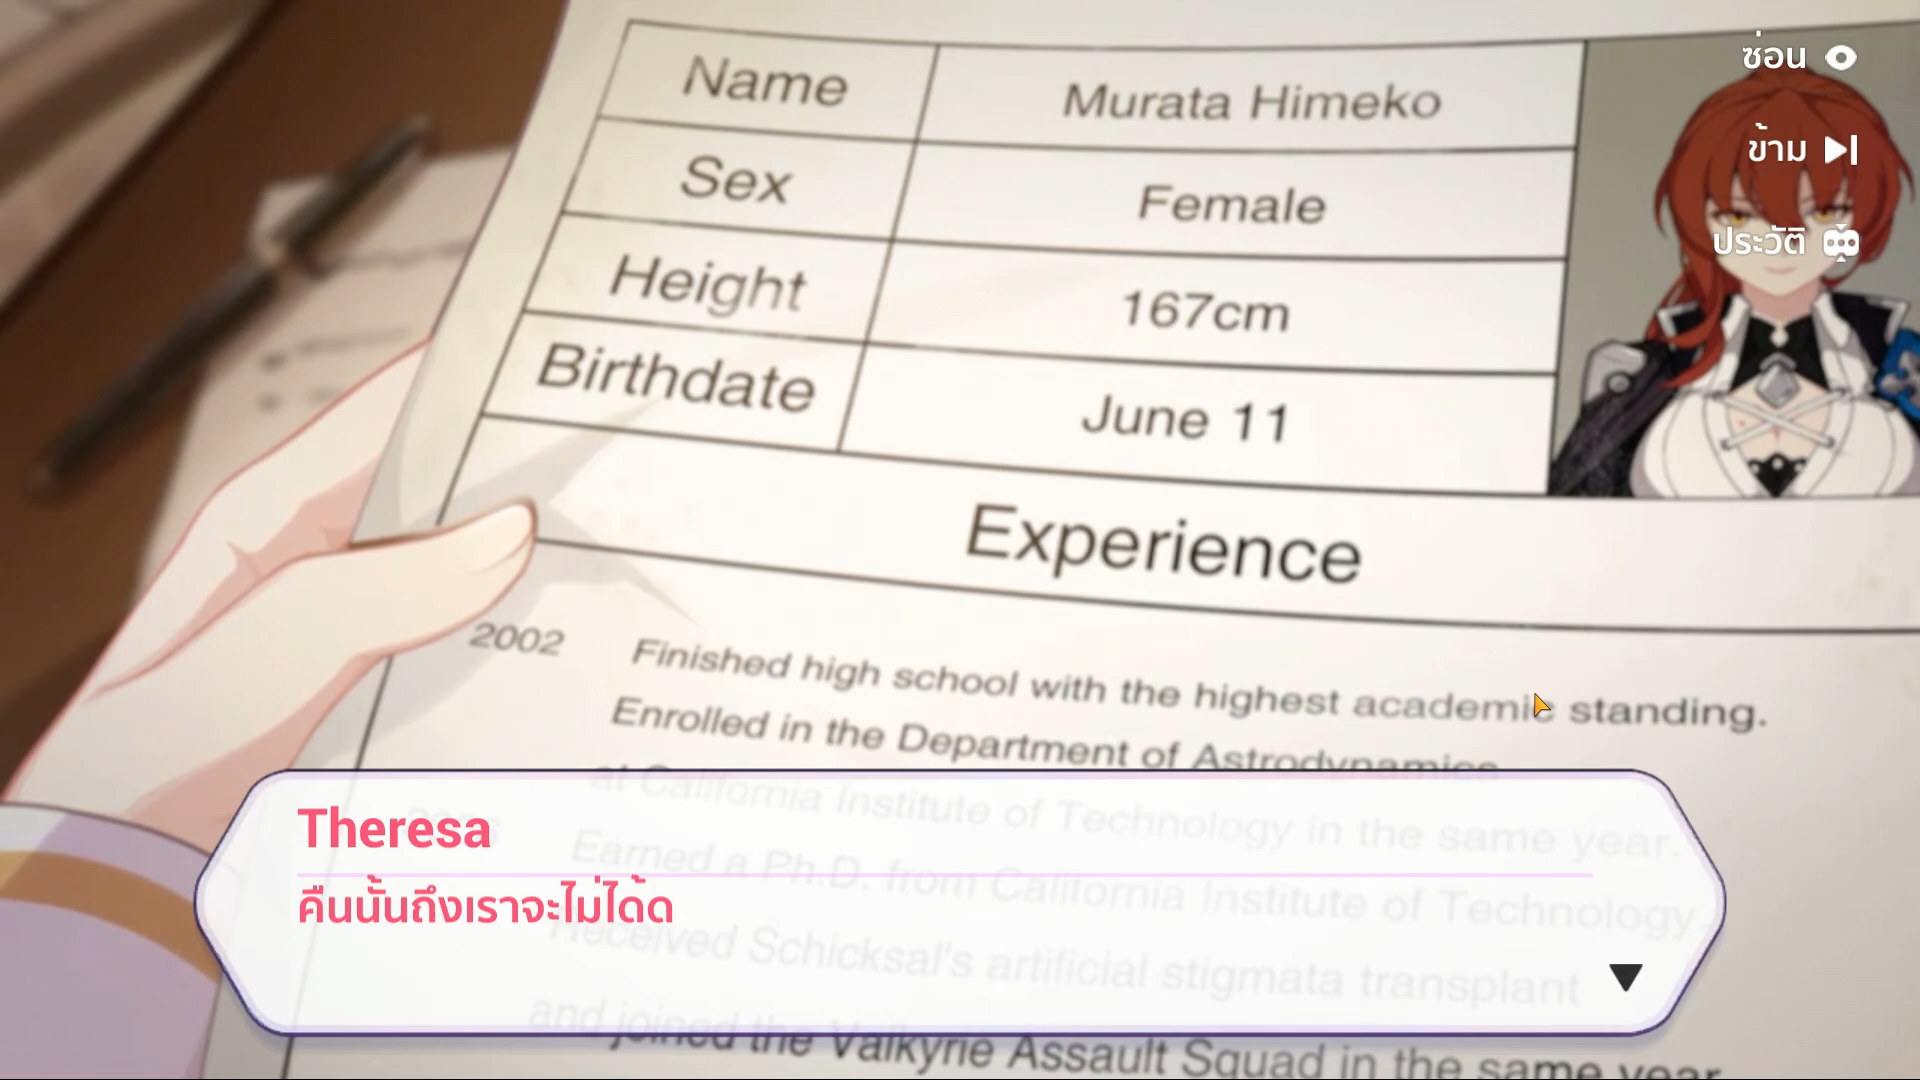 Name Murata Himeko
ซ่อน
Sex Female
ข้าม
Height 167cm
ประวัติ
Birthdate June 11
Experience
2002 Finished high school with the highest academic standing.
Enrolled in the Department of Astrodynamics
at California Institute of Technology in the same year.
Earned a Ph.D. from California Institute of Technology
Received Schicksal's artificial stigmata transplant
and joined the Valkyrie Assault Squad in the same year
Theresa
คืนนั้นถึงเราจะไม่ได้ด